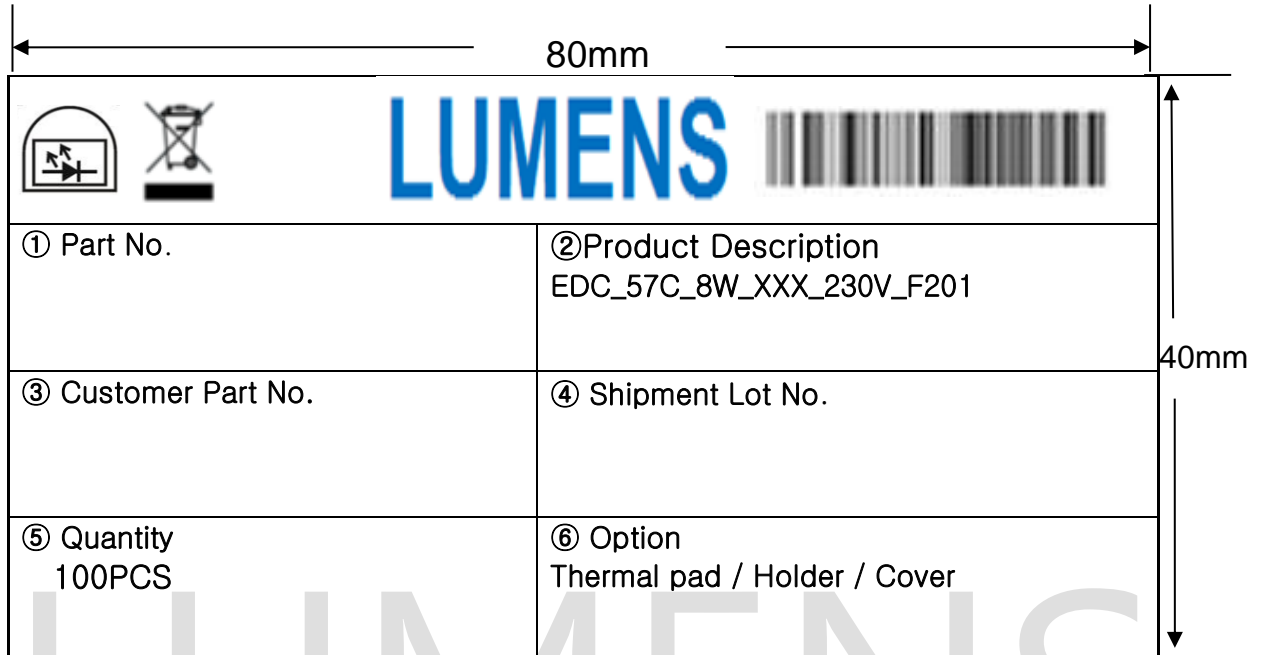 80mm
LUMENS
① Part No.
②Product Description
EDC_57C_8W_XXX_230V_F201
40mm
③ Customer Part No.
④ Shipment Lot No.
⑤ Quantity
100PCS
⑥ Option
Thermal pad / Holder / Cover
LUMENS